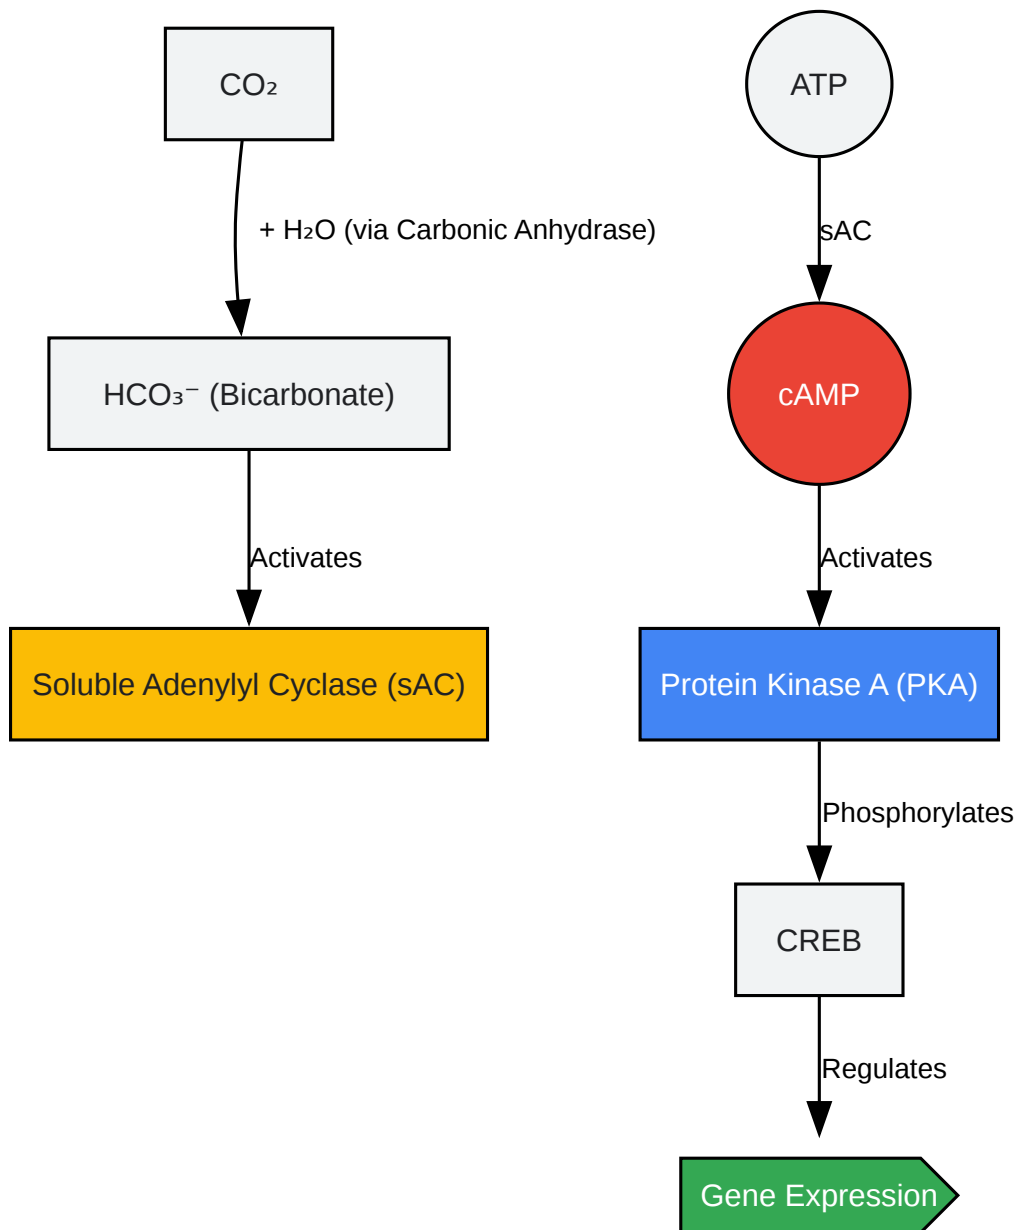 CO₂
+ H₂O (via Carbonic Anhydrase)
HCO₃⁻ (Bicarbonate)
Activates
Soluble Adenylyl Cyclase (sAC)
ATP
sAC
cAMP
Activates
Protein Kinase A (PKA)
Phosphorylates
CREB
Regulates
Gene Expression